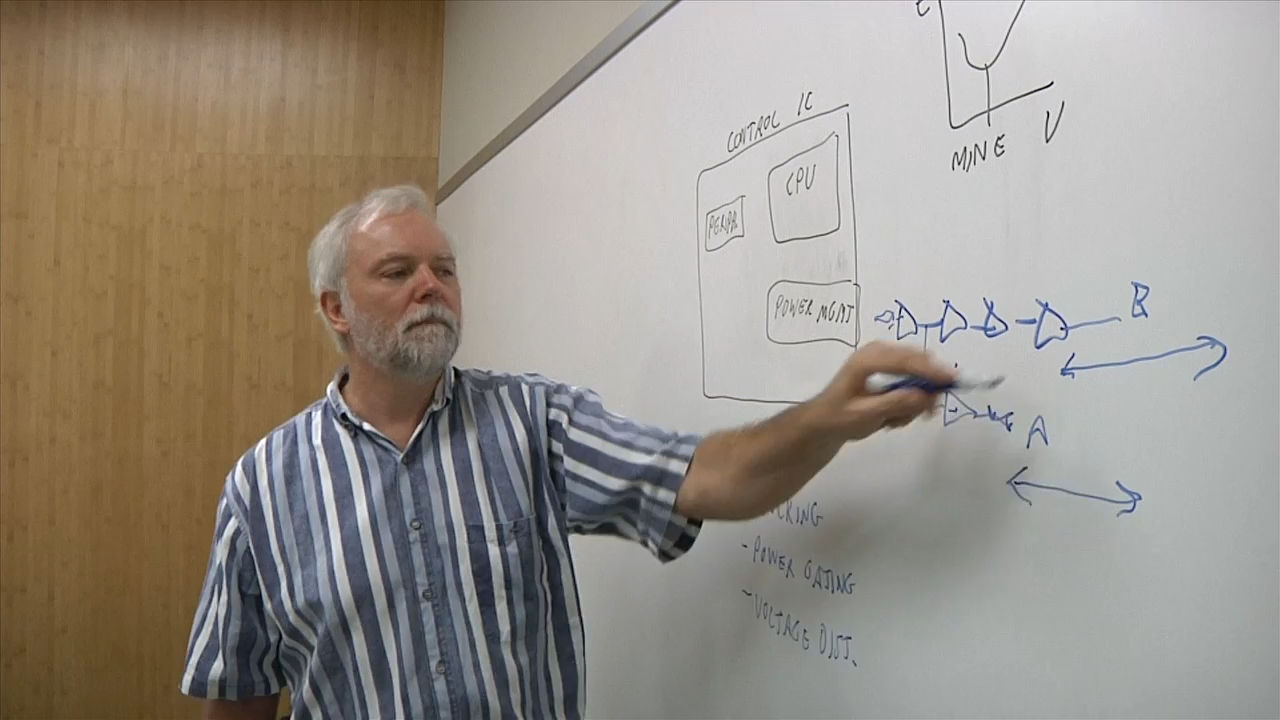 E
MIN E
V
CONTROL IC
CPU
PERIPH
POWER MGMT
B
A
- POWER GATING
- VOLTAGE DIST.